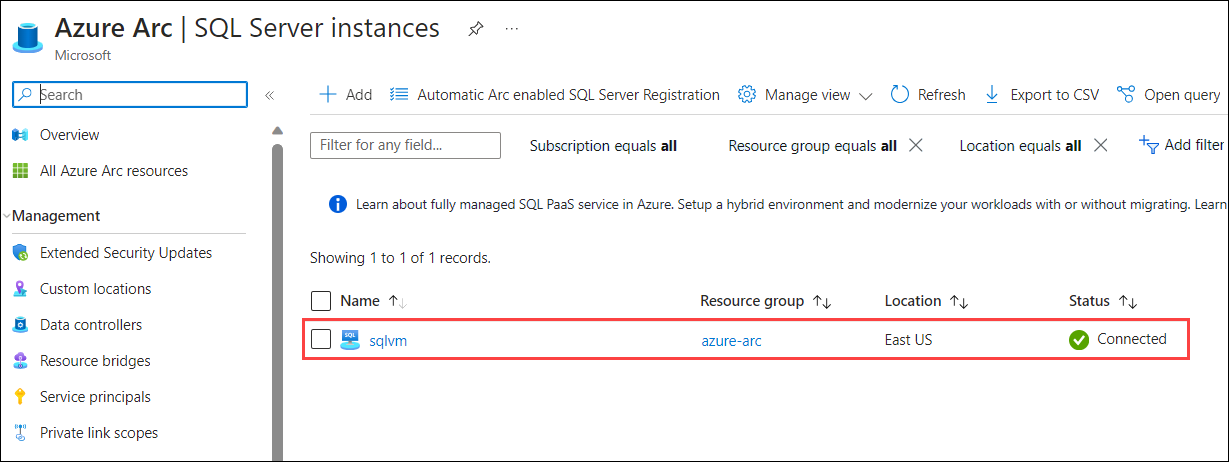 Azure Arc | SQL Server instances
Microsoft
Search
Add
Automatic Arc enabled SQL Server Registration
Manage view
Refresh
Export to CSV
Open query
Overview
All Azure Arc resources
Management
Extended Security Updates
Custom locations
Data controllers
Resource bridges
Service principals
Private link scopes
Filter for any field...
Subscription equals all
Resource group equals all
Location equals all
Add filter
Learn about fully managed SQL PaaS service in Azure. Setup a hybrid environment and modernize your workloads with or without migrating. Learn
Showing 1 to 1 of 1 records.
Name Resource group Location Status
SQL sqlvm azure-arc East US Connected